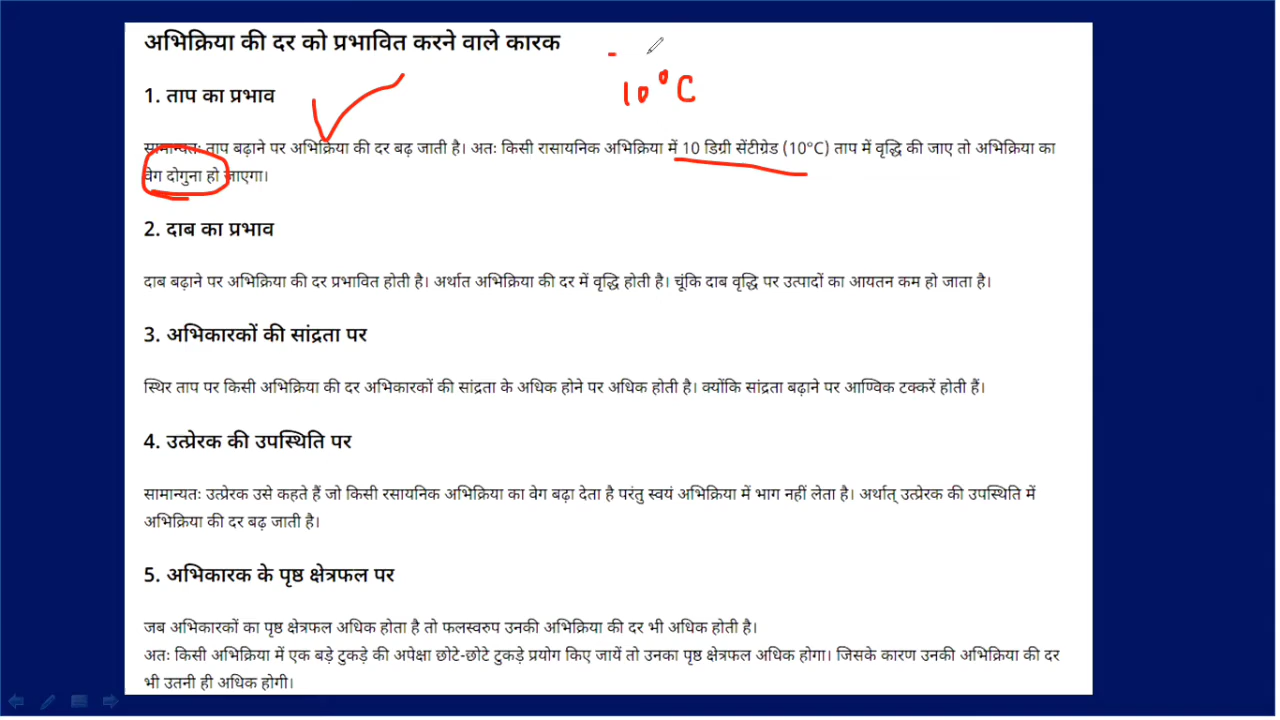 अभिक्रिया की दर को प्रभावित करने वाले कारक
10°C
1. ताप का प्रभाव
सामान्यतः ताप बढ़ाने पर अभिक्रिया की दर बढ़ जाती है। अतः किसी रासायनिक अभिक्रिया में 10 डिग्री सेंटीग्रेड (10°C) ताप में वृद्धि की जाए तो अभिक्रिया का
वेग दोगुना हो जाएगा।
2. दाब का प्रभाव
दाब बढ़ाने पर अभिक्रिया की दर प्रभावित होती है। अर्थात अभिक्रिया की दर में वृद्धि होती है। चूंकि दाब वृद्धि पर उत्पादों का आयतन कम हो जाता है।
3. अभिकारकों की सांद्रता पर
स्थिर ताप पर किसी अभिक्रिया की दर अभिकारकों की सांद्रता के अधिक होने पर अधिक होती है। क्योंकि सांद्रता बढ़ाने पर आण्विक टक्करें होती हैं।
4. उत्प्रेरक की उपस्थिति पर
सामान्यतः उत्प्रेरक उसे कहते हैं जो किसी रसायनिक अभिक्रिया का वेग बढ़ा देता है परंतु स्वयं अभिक्रिया में भाग नहीं लेता है। अर्थात् उत्प्रेरक की उपस्थिति में
अभिक्रिया की दर बढ़ जाती है।
5. अभिकारक के पृष्ठ क्षेत्रफल पर
जब अभिकारकों का पृष्ठ क्षेत्रफल अधिक होता है तो फलस्वरुप उनकी अभिक्रिया की दर भी अधिक होती है।
अतः किसी अभिक्रिया में एक बड़े टुकड़े की अपेक्षा छोटे-छोटे टुकड़े प्रयोग किए जायें तो उनका पृष्ठ क्षेत्रफल अधिक होगा। जिसके कारण उनकी अभिक्रिया की दर
भी उतनी ही अधिक होगी।